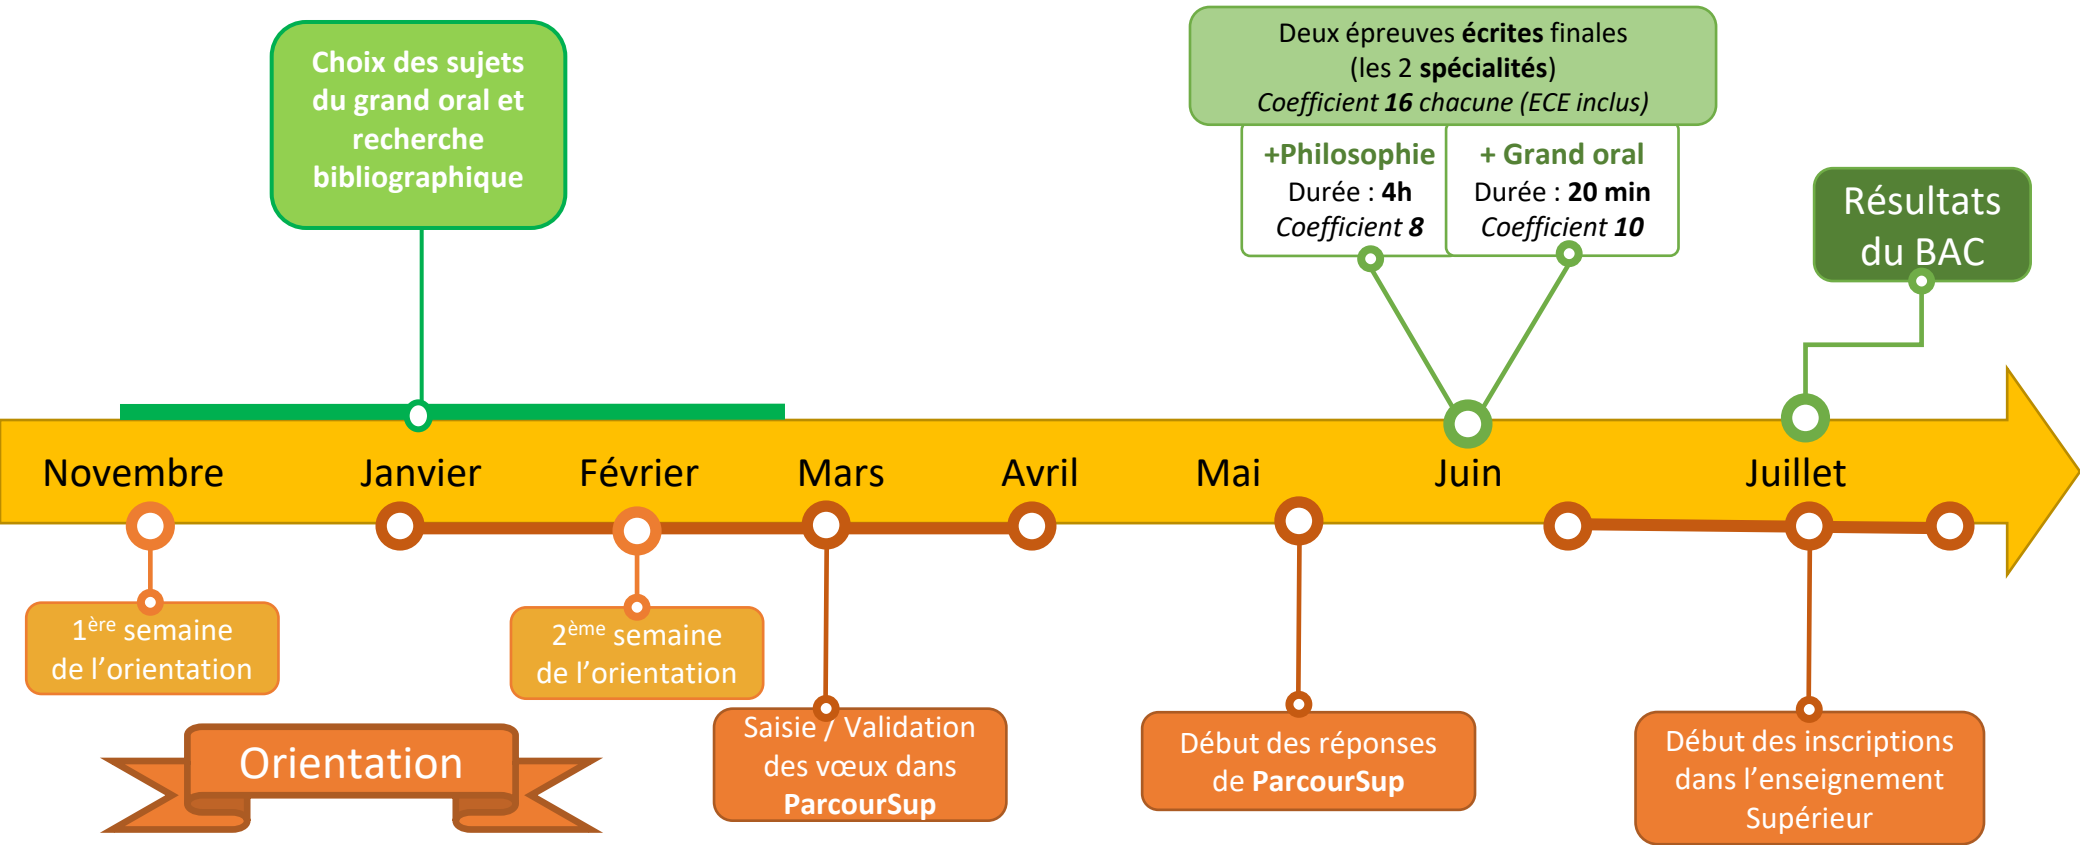 Choix des sujets
du grand oral et
recherche
bibliographique
Deux épreuves écrites finales
(les 2 spécialités)
Coefficient 16 chacune (ECE inclus)
+Philosophie
Durée : 4h
Coefficient 8
+ Grand oral
Durée : 20 min
Coefficient 10
Résultats
du BAC
Novembre
Janvier
Février
Mars
Avril
Mai
Juin
Juillet
1ère semaine
de l’orientation
2ème semaine
de l’orientation
Orientation
Saisie / Validation
des vœux dans
ParcourSup
Début des réponses
de ParcourSup
Début des inscriptions
dans l’enseignement
Supérieur